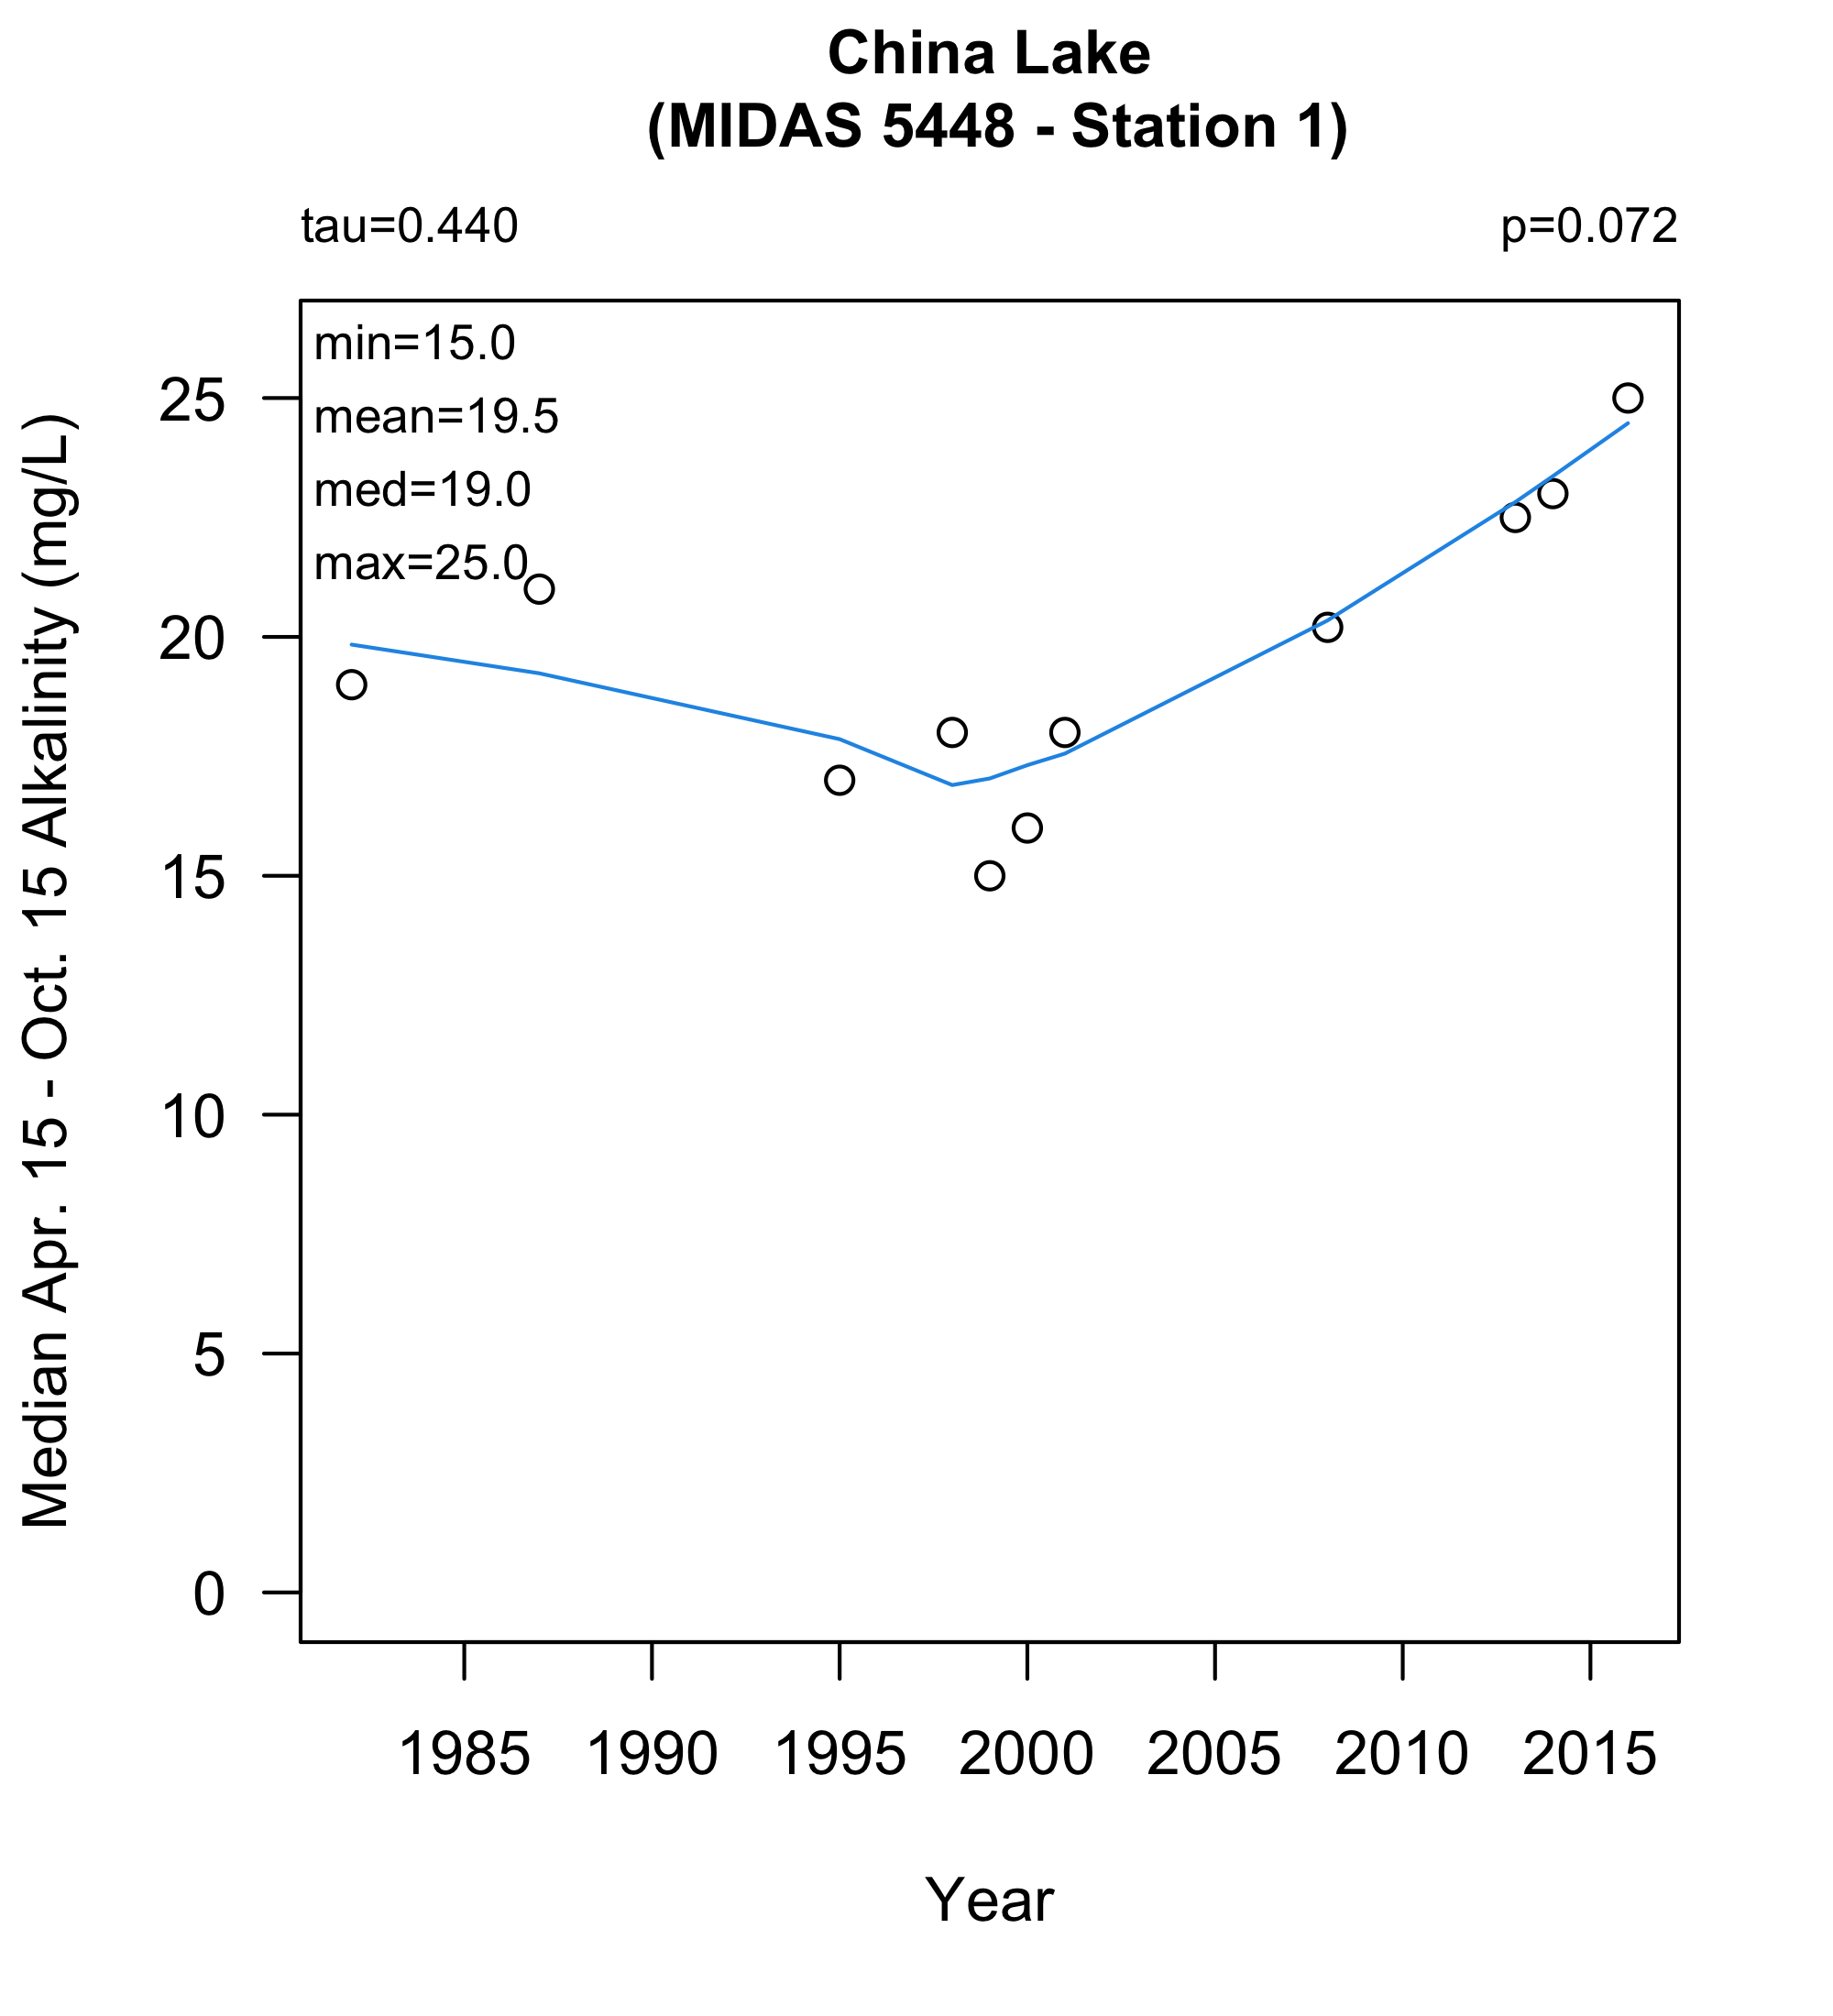 China Lake
(MIDAS 5448 - Station 1)
tau=0.440
p=0.072
min=15.0
mean=19.5
med=19.0
max=25.0
Median Apr. 15 - Oct. 15 Alkalinity (mg/L)
25
20
15
10
5
0
1985 1990 1995 2000 2005 2010 2015
Year